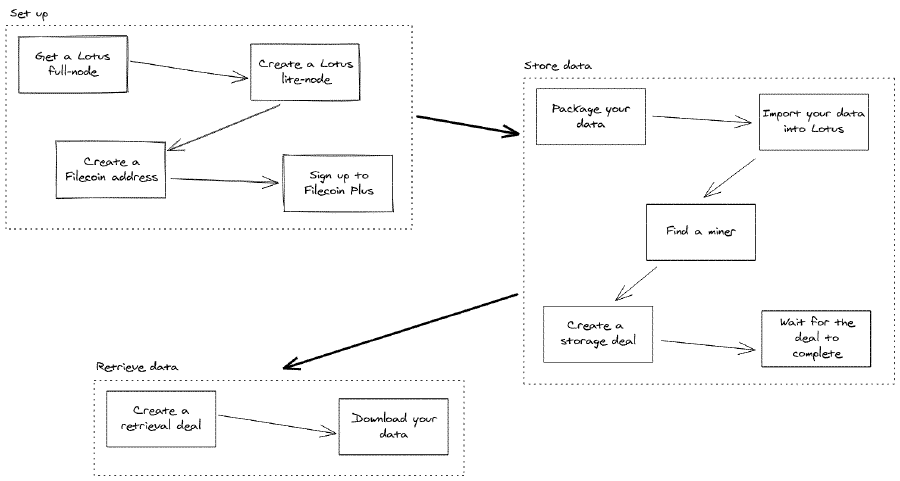 Set up
Get a Lotus
full-node
Create a Lotus
lite-node
Create a
Filecoin address
Sign up to
Filecoin Plus
Store data
Package your
data
Import your data
into Lotus
Find a miner
Create a
storage deal
Wait for the
deal to
complete
Retrieve data
Create a
retrieval deal
Download your
data